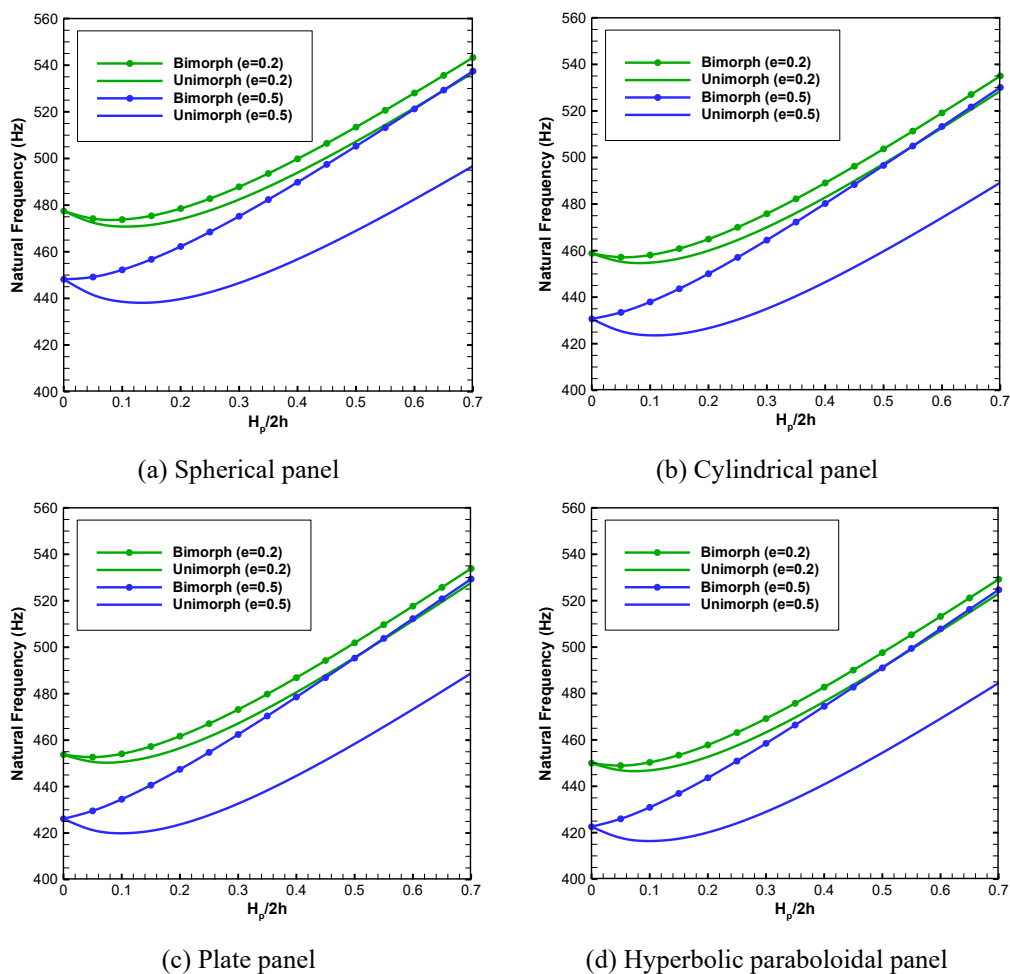 560
540
520
500
480
460
440
420
400
Natural Frequency (Hz)
Bimorph (e=0.2)
Unimorph (e=0.2)
Bimorph (e=0.5)
Unimorph (e=0.5)
0 0.1 0.2 0.3 0.4 0.5 0.6 0.7
Hp/2h
(a) Spherical panel
560
540
520
500
480
460
440
420
400
Natural Frequency (Hz)
Bimorph (e=0.2)
Unimorph (e=0.2)
Bimorph (e=0.5)
Unimorph (e=0.5)
0 0.1 0.2 0.3 0.4 0.5 0.6 0.7
Hp/2h
(b) Cylindrical panel
560
540
520
500
480
460
440
420
400
Natural Frequency (Hz)
Bimorph (e=0.2)
Unimorph (e=0.2)
Bimorph (e=0.5)
Unimorph (e=0.5)
0 0.1 0.2 0.3 0.4 0.5 0.6 0.7
Hp/2h
(c) Plate panel
560
540
520
500
480
460
440
420
400
Natural Frequency (Hz)
Bimorph (e=0.2)
Unimorph (e=0.2)
Bimorph (e=0.5)
Unimorph (e=0.5)
0 0.1 0.2 0.3 0.4 0.5 0.6 0.7
Hp/2h
(d) Hyperbolic paraboloidal panel